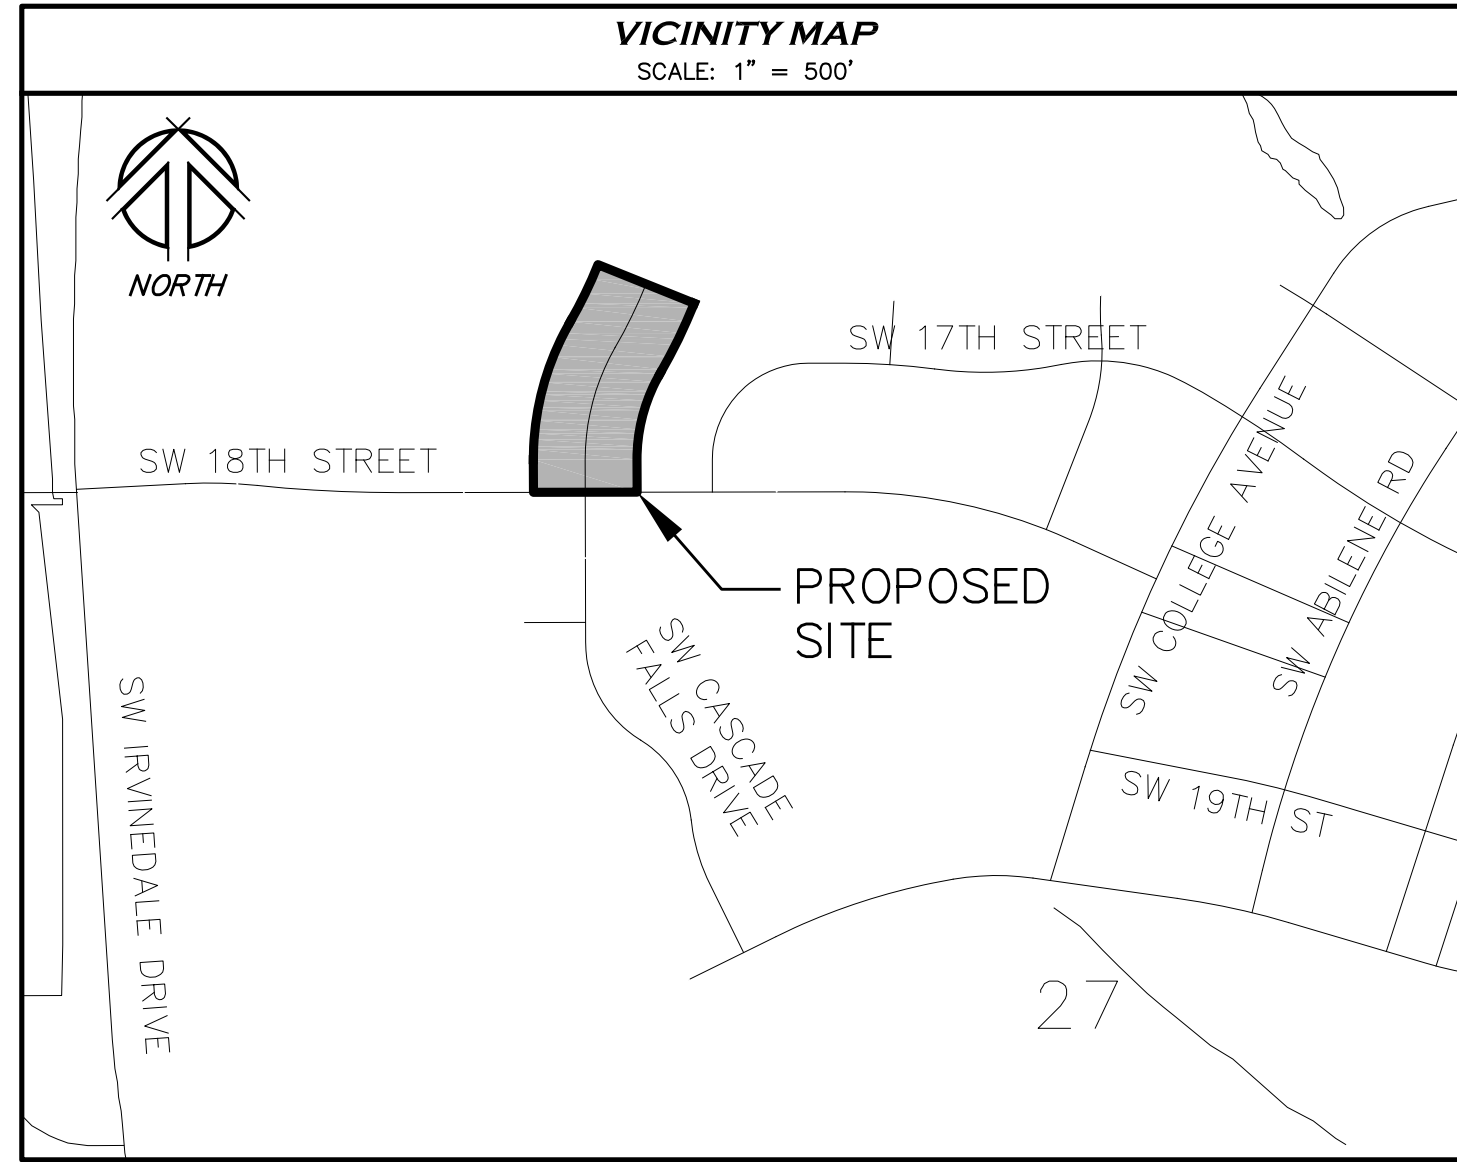 VICINITY MAP
SCALE: 1" = 500'
NORTH
SW 17TH STREET
SW 18TH STREET
SW COLLEGE AVENUE
SW ABILENE RD
PROPOSED
SITE
SW CASCADE
FALLS DRIVE
SW IRVINEDALE DRIVE
SW 19TH ST
27